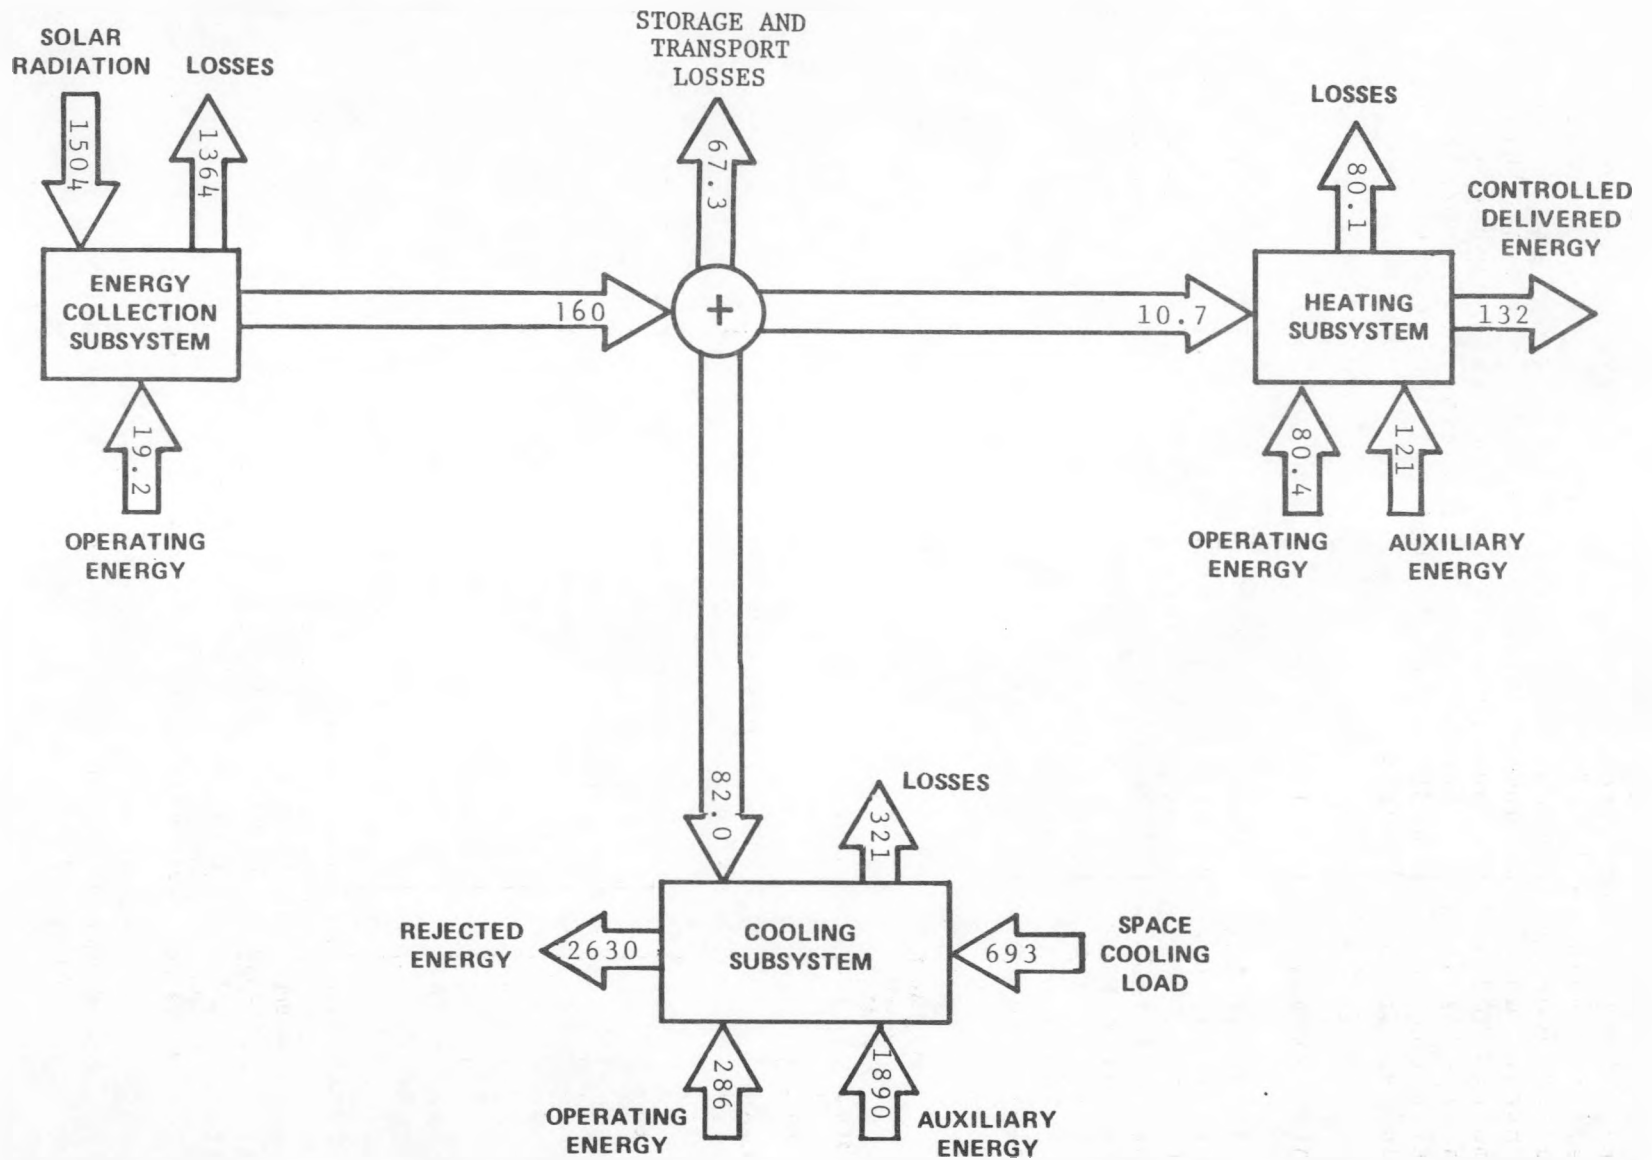 STORAGE AND
TRANSPORT
LOSSES
SOLAR
RADIATION
LOSSES
LOSSES
1504
1364
67.3
80.1
CONTROLLED
DELIVERED
ENERGY
ENERGY
COLLECTION
SUBSYSTEM
160
+
10.7
HEATING
SUBSYSTEM
132
19.2
80.4
121
OPERATING
ENERGY
OPERATING
ENERGY
AUXILIARY
ENERGY
82.0
LOSSES
321
REJECTED
ENERGY
2630
COOLING
SUBSYSTEM
693
SPACE
COOLING
LOAD
286
1890
OPERATING
ENERGY
AUXILIARY
ENERGY